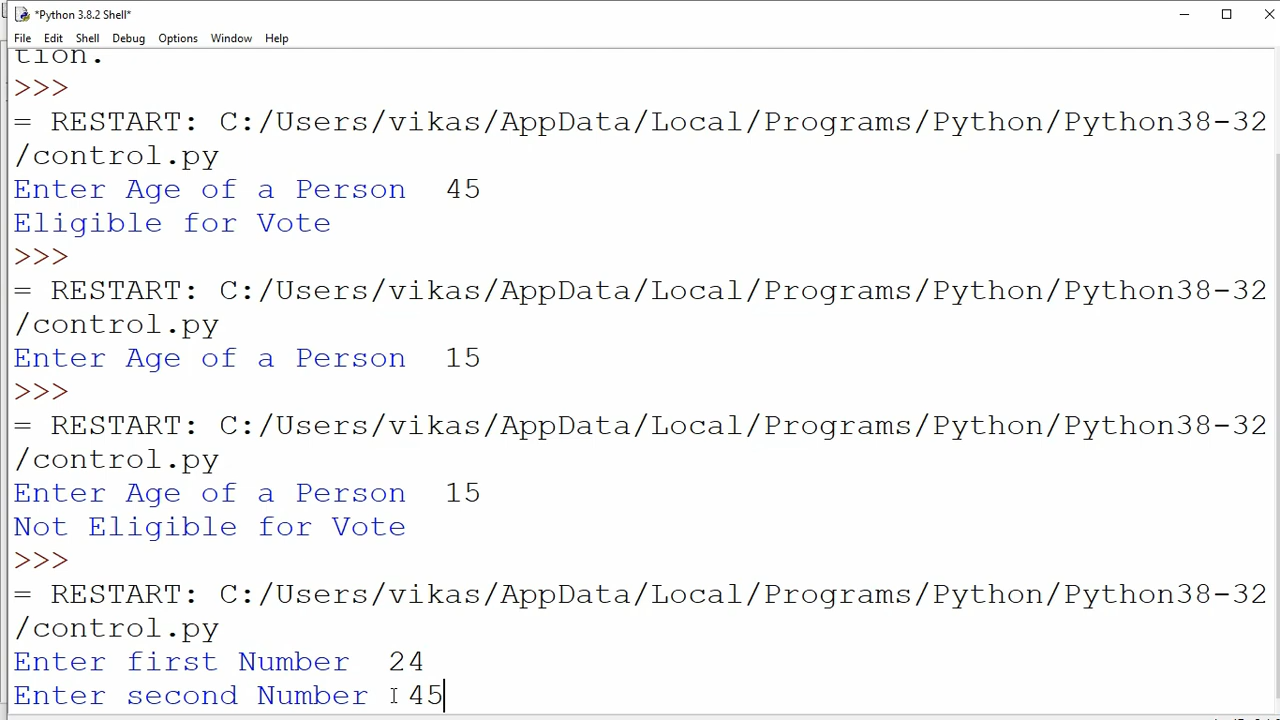 *Python 3.8.2 Shell*
File Edit Shell Debug Options Window Help
tion.
>>>
= RESTART: C:/Users/vikas/AppData/Local/Programs/Python/Python38-32
/control.py
Enter Age of a Person  45
Eligible for Vote
>>>
= RESTART: C:/Users/vikas/AppData/Local/Programs/Python/Python38-32
/control.py
Enter Age of a Person  15
>>>
= RESTART: C:/Users/vikas/AppData/Local/Programs/Python/Python38-32
/control.py
Enter Age of a Person  15
Not Eligible for Vote
>>>
= RESTART: C:/Users/vikas/AppData/Local/Programs/Python/Python38-32
/control.py
Enter first Number  24
Enter second Number  45